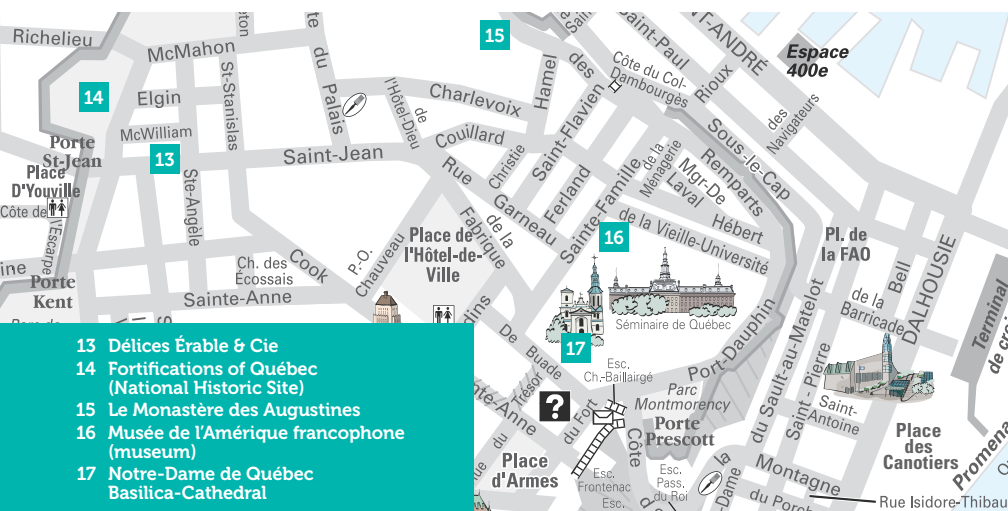 Richelieu
McMahon
du
Palais
15
Hamel
des
Saint-Paul
Côte du Col-
Dambourgès
Rioux
Espace
400e
14
Elgin
St-Stanislas
l'Hôtel-Dieu
de
Charlevoix
Couillard
Saint-Flavien
des
Navigateurs
McWilliam
Porte
St-Jean
13
Saint-Jean
Rue
Christie
Ferland
Sainte-Famille
de la
Ménagerie
Mgr-De
Laval
Remparts
Sous-le-Cap
Place
D'Youville
Côte de
l'Escarpe
Ste-Angèle
Garneau
Hébert
16
de la Vieille-Université
Place de
l'Hôtel-de-
Ville
de la
Fabrique
P.-O.
Chauveau
Ch. des
Écossais
Cook
Porte
Kent
Sainte-Anne
Pl. de
la FAO
Bell
DALHOUSIE
de la
Barricade
Séminaire de Québec
Port-Dauphin
du Sault-au-Matelot
Saint-Pierre
Terminal
17
De Buade
Esc.
Ch.-Baillairgé
Parc
Montmorency
du
Trésor
?
du Fort
Côte
Porte
Prescott
Saint-
Antoine
Place
des
Canotiers
Place
d'Armes
Esc.
Frontenac
Esc.
Esc.
Pass.
du Roi
Montagne
du Porche
Rue Isidore-Thibau
13 Délices Érable & Cie
14 Fortifications of Québec
(National Historic Site)
15 Le Monastère des Augustines
16 Musée de l'Amérique francophone
(museum)
17 Notre-Dame de Québec
Basilica-Cathedral